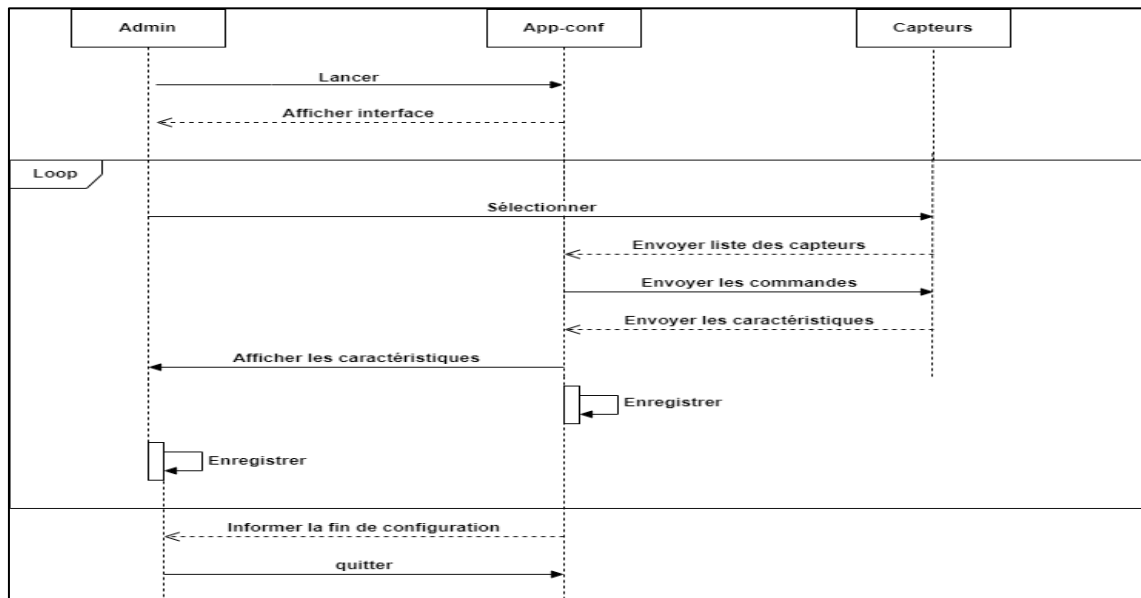 Admin
App-conf
Capteurs
Lancer
Afficher interface
Loop
Sélectionner
Envoyer liste des capteurs
Envoyer les commandes
Envoyer les caractéristiques
Afficher les caractéristiques
Enregistrer
Enregistrer
Informer la fin de configuration
quitter